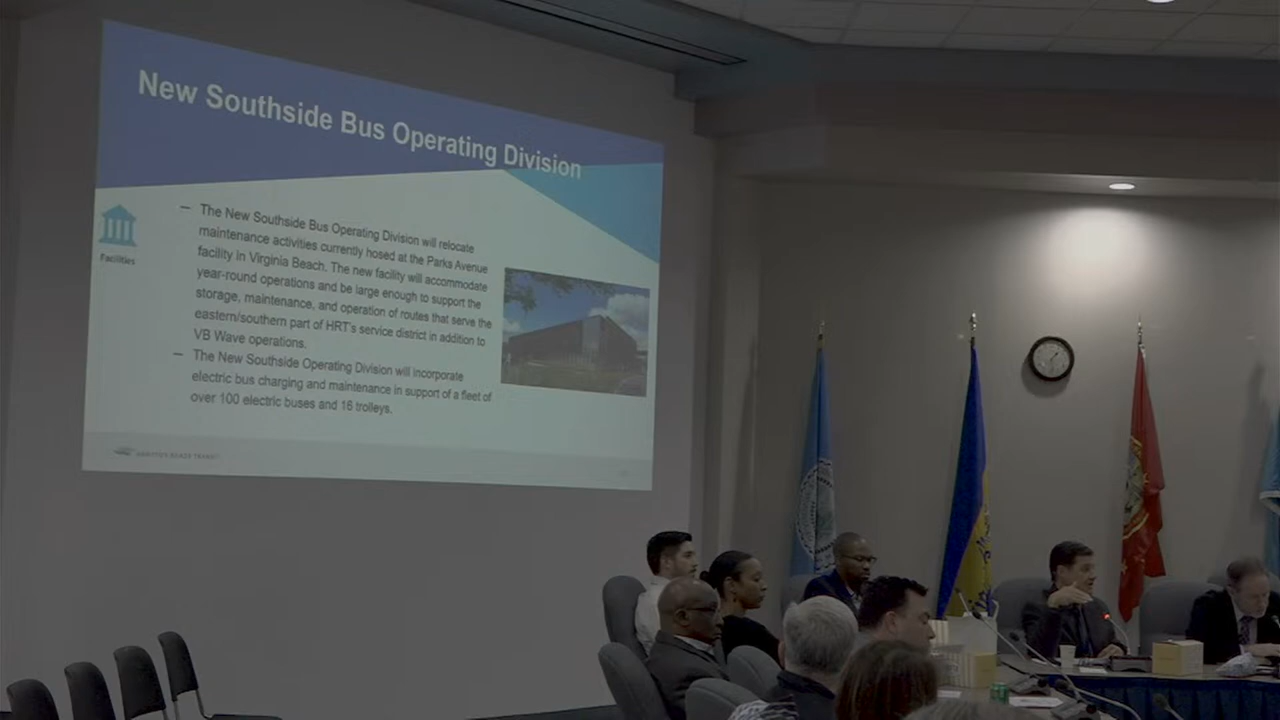 New Southside Bus Operating Division
— The New Southside Bus Operating Division will relocate
maintenance activities currently hosed at the Parks Avenue
facility in Virginia Beach. The new facility will accommodate
year-round operations and be large enough to support the
storage, maintenance, and operation of routes that serve the
eastern/southern part of HRT's service district in addition to
VB Wave operations.
— The New Southside Operating Division will incorporate
electric bus charging and maintenance in support of a fleet of
over 100 electric buses and 16 trolleys.
Facilities
HAMPTON ROADS TRANSIT